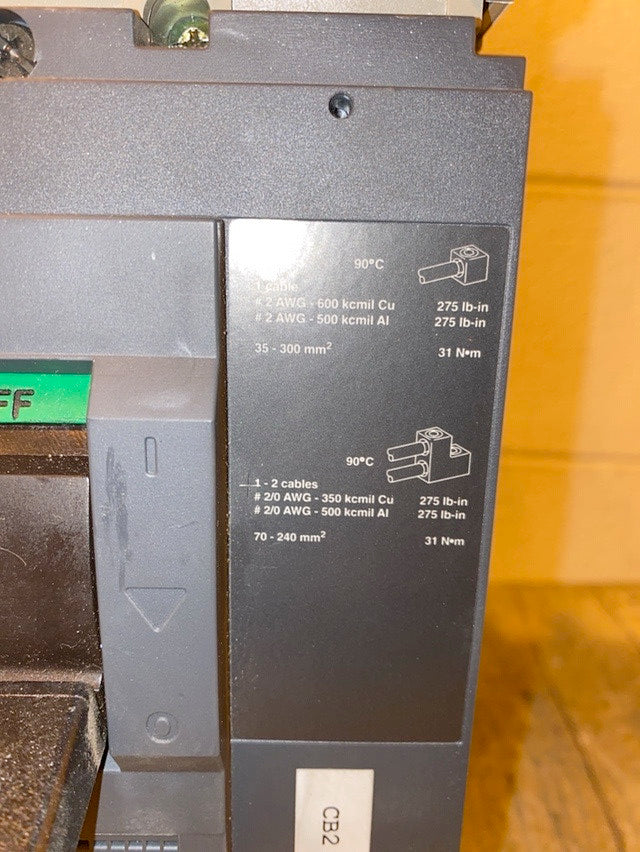 90°C
1 cable
# 2 AWG - 600 kcmil Cu 275 lb-in
# 2 AWG - 500 kcmil Al 275 lb-in
35 - 300 mm² 31 N•m
FF
90°C
1 - 2 cables
# 2/0 AWG - 350 kcmil Cu 275 lb-in
# 2/0 AWG - 500 kcmil Al 275 lb-in
70 - 240 mm² 31 N•m
I
O
CB2